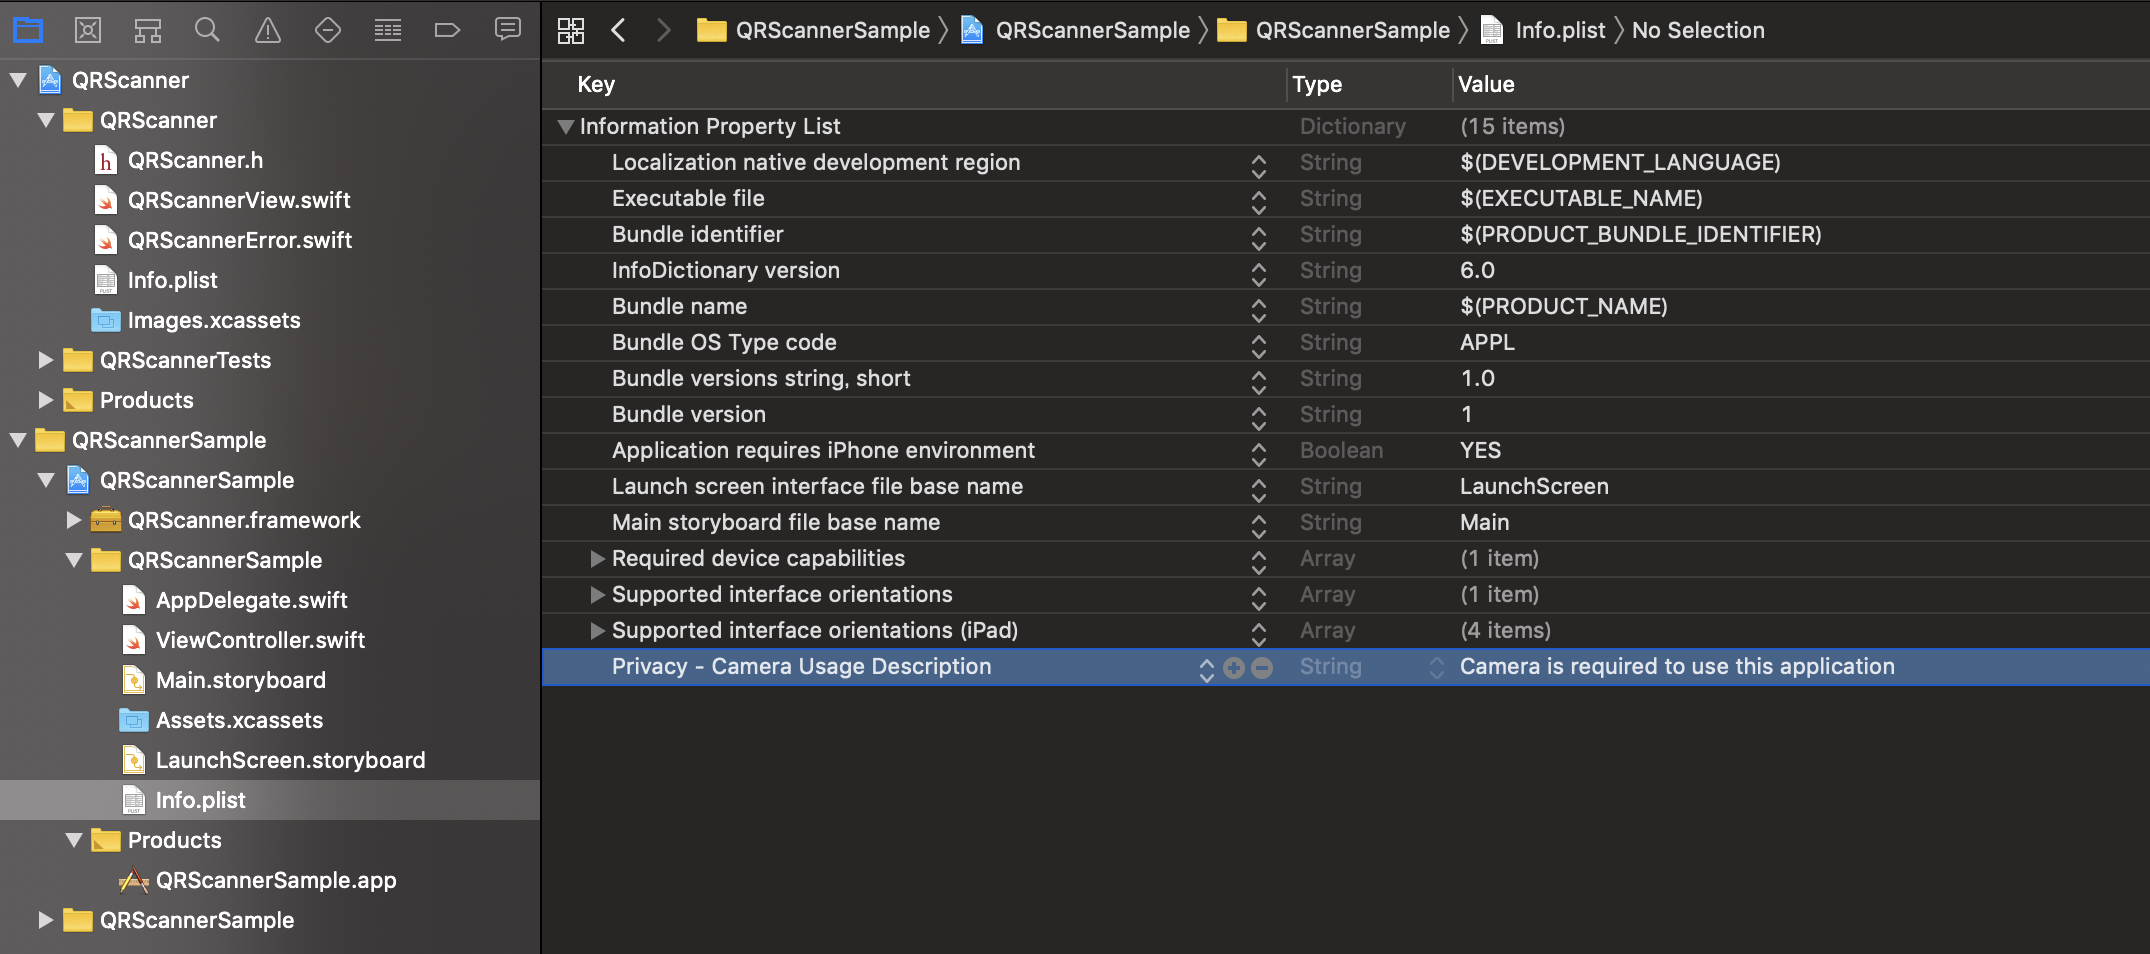 QRScannerSample QRScannerSample QRScannerSample Info.plist No Selection
QRScanner
QRScanner
h QRScanner.h
QRScannerView.swift
QRScannerError.swift
Info.plist
Images.xcassets
QRScannerTests
Products
QRScannerSample
QRScannerSample
QRScanner.framework
QRScannerSample
AppDelegate.swift
ViewController.swift
Main.storyboard
Assets.xcassets
LaunchScreen.storyboard
Info.plist
Products
QRScannerSample.app
QRScannerSample
Key Type Value
Information Property List Dictionary (15 items)
Localization native development region String $(DEVELOPMENT_LANGUAGE)
Executable file String $(EXECUTABLE_NAME)
Bundle identifier String $(PRODUCT_BUNDLE_IDENTIFIER)
InfoDictionary version String 6.0
Bundle name String $(PRODUCT_NAME)
Bundle OS Type code String APPL
Bundle versions string, short String 1.0
Bundle version String 1
Application requires iPhone environment Boolean YES
Launch screen interface file base name String LaunchScreen
Main storyboard file base name String Main
Required device capabilities Array (1 item)
Supported interface orientations Array (1 item)
Supported interface orientations (iPad) Array (4 items)
Privacy - Camera Usage Description String Camera is required to use this application